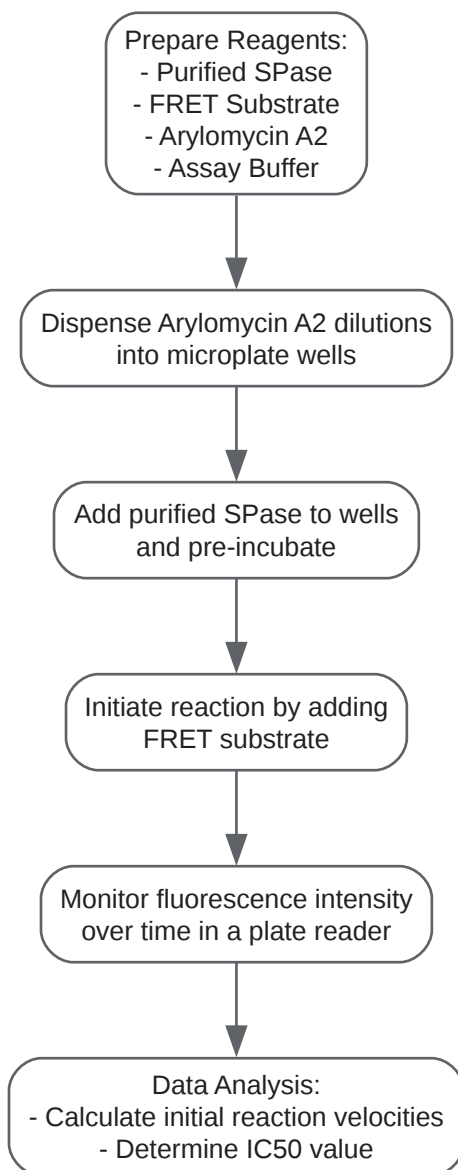 Prepare Reagents:
- Purified SPase
- FRET Substrate
- Arylomycin A2
- Assay Buffer
Dispense Arylomycin A2 dilutions
into microplate wells
Add purified SPase to wells
and pre-incubate
Initiate reaction by adding
FRET substrate
Monitor fluorescence intensity
over time in a plate reader
Data Analysis:
- Calculate initial reaction velocities
- Determine IC50 value